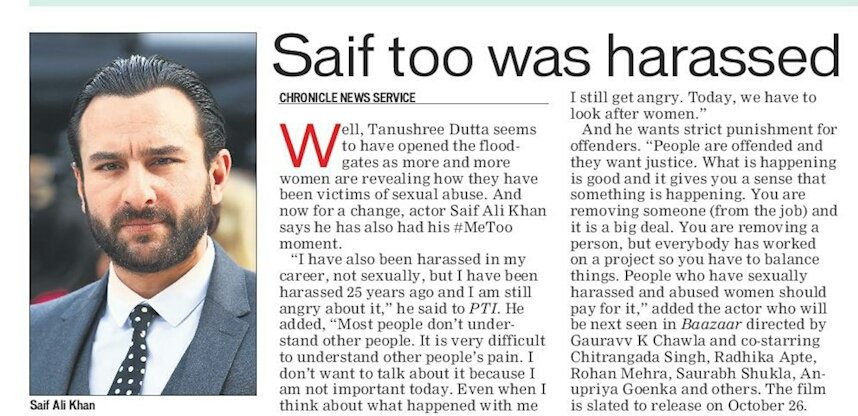 Saif too was harassed
CHRONICLE NEWS SERVICE
Well, Tanushree Dutta seems
to have opened the flood-
gates as more and more
women are revealing how they have
been victims of sexual abuse. And
now for a change, actor Saif Ali Khan
says he has also had his #MeToo
moment.
“I have also been harassed in my
career, not sexually, but I have been
harassed 25 years ago and I am still
angry about it,” he said to PTI. He
added, “Most people don’t under-
stand other people. It is very difficult
to understand other people’s pain. I
don’t want to talk about it because I
am not important today. Even when I
think about what happened with me
I still get angry. Today, we have to
look after women.”
And he wants strict punishment for
offenders. “People are offended and
they want justice. What is happening
is good and it gives you a sense that
something is happening. You are
removing someone (from the job) and
it is a big deal. You are removing a
person, but everybody has worked
on a project so you have to balance
things. People who have sexually
harassed and abused women should
pay for it,” added the actor who will
be next seen in Baazaar directed by
Gauravv K Chawla and co-starring
Chitrangada Singh, Radhika Apte,
Rohan Mehra, Saurabh Shukla, An-
upriya Goenka and others. The film
is slated to release on October 26.
Saif Ali Khan